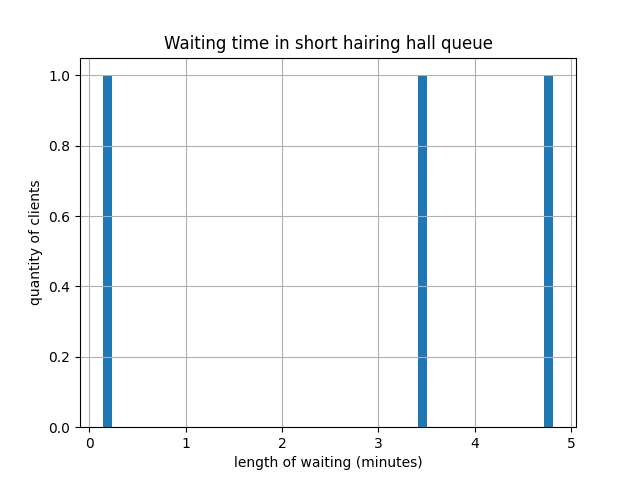 Waiting time in short hairing hall queue
quantity of clients
1.0
0.8
0.6
0.4
0.2
0.0
0 1 2 3 4 5
length of waiting (minutes)